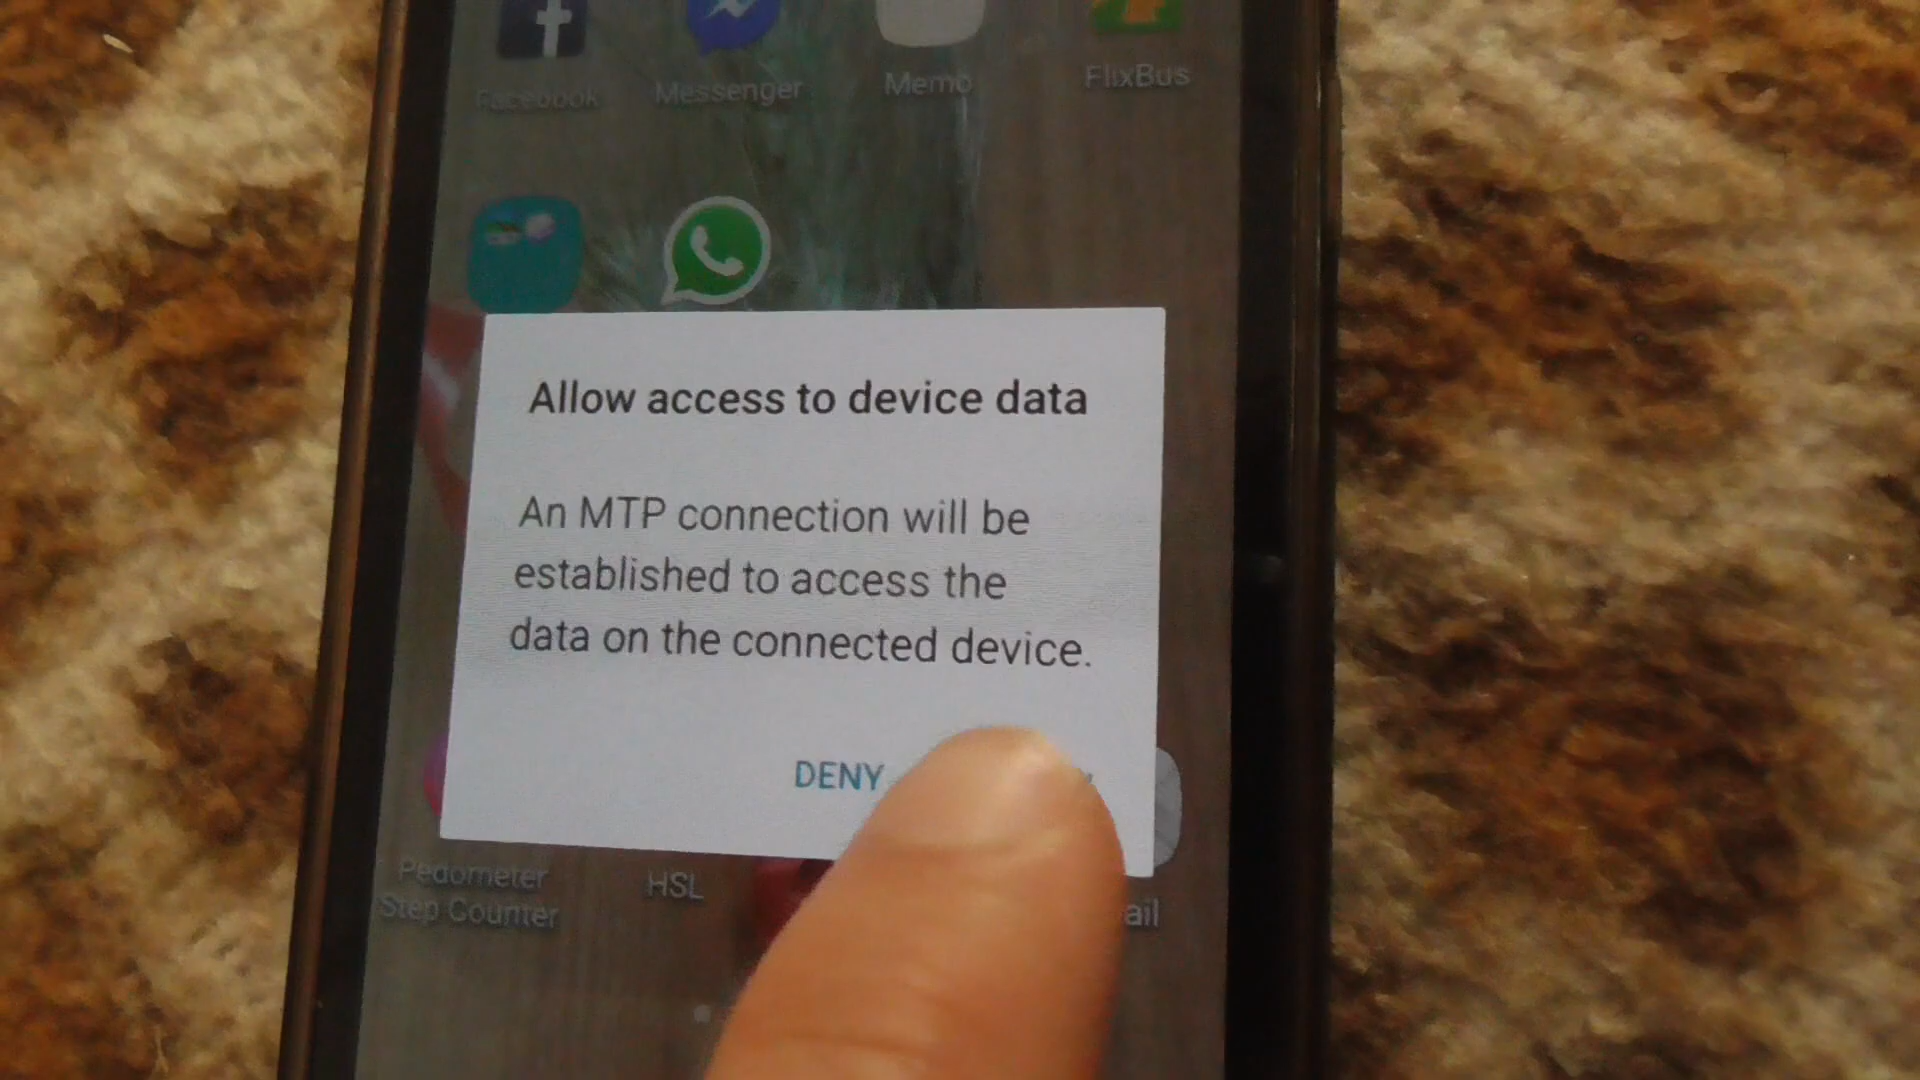 Facebook
Messenger
Memo
FlixBus
Allow access to device data
An MTP connection will be
established to access the
data on the connected device.
DENY
Pedometer
Step Counter
HSL
ail